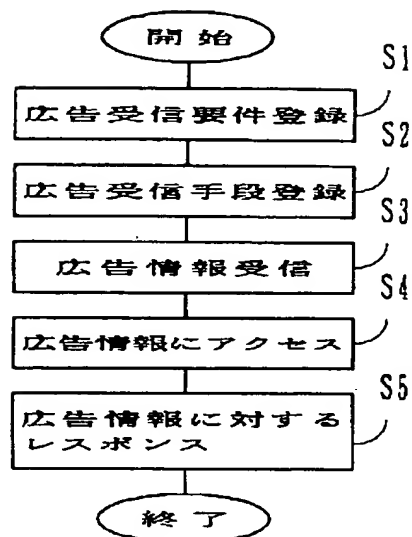 開始
S1
広告受信要件登録
S2
広告受信手段登録
S3
広告情報受信
S4
広告情報にアクセス
S5
広告情報に対する
レスポンス
終了